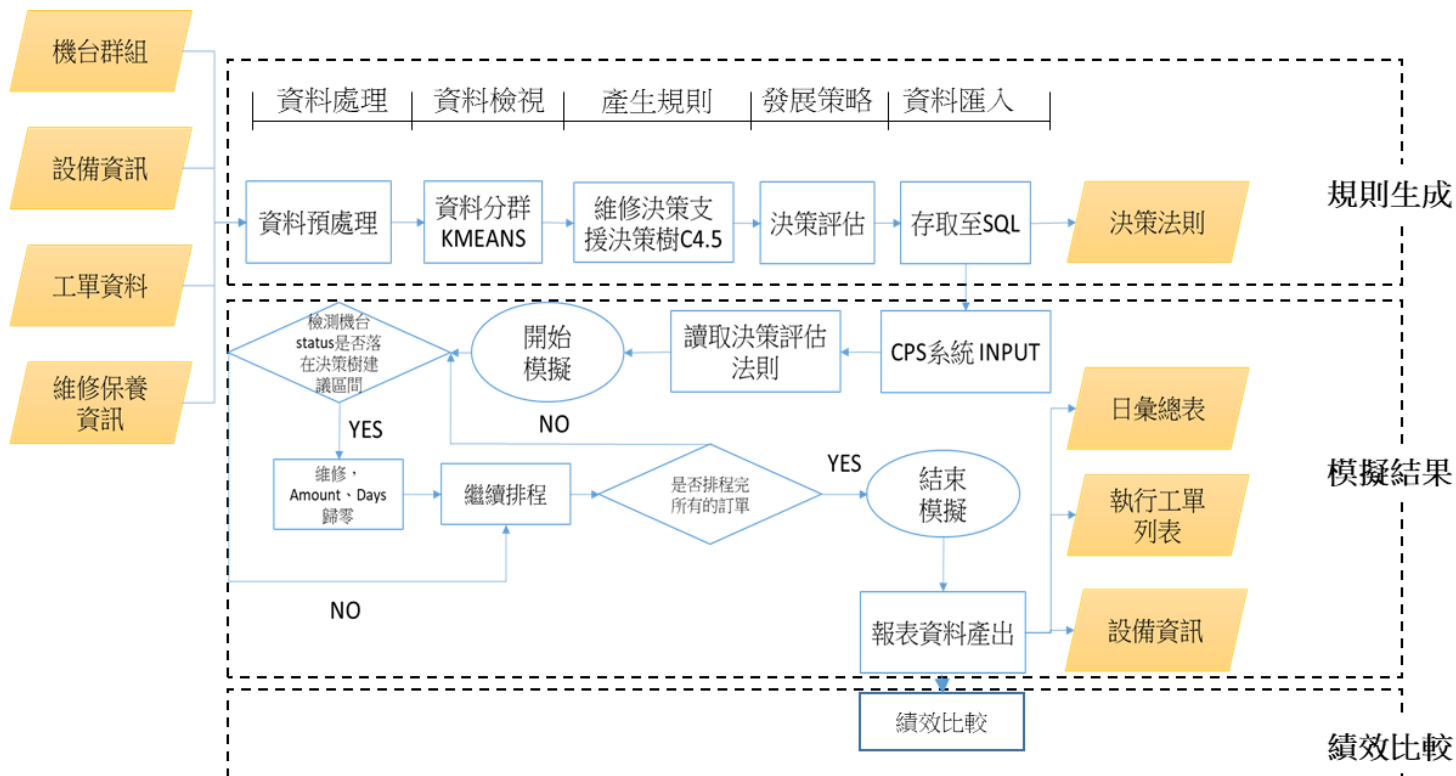 機台群組
設備資訊
工單資料
維修保養
資訊
資料處理
資料檢視
產生規則
發展策略
資料匯入
資料預處理
資料分群
KMEANS
維修決策支
援決策樹C4.5
決策評估
存取至SQL
決策法則
規則生成
檢測機台
status是否落
在決策樹建
議區間
開始
模擬
讀取決策評估
法則
CPS系統 INPUT
YES
NO
維修，
Amount、Days
歸零
繼續排程
是否排程完
所有的訂單
YES
結束
模擬
NO
報表資料產出
日彙總表
執行工單
列表
設備資訊
模擬結果
績效比較
績效比較